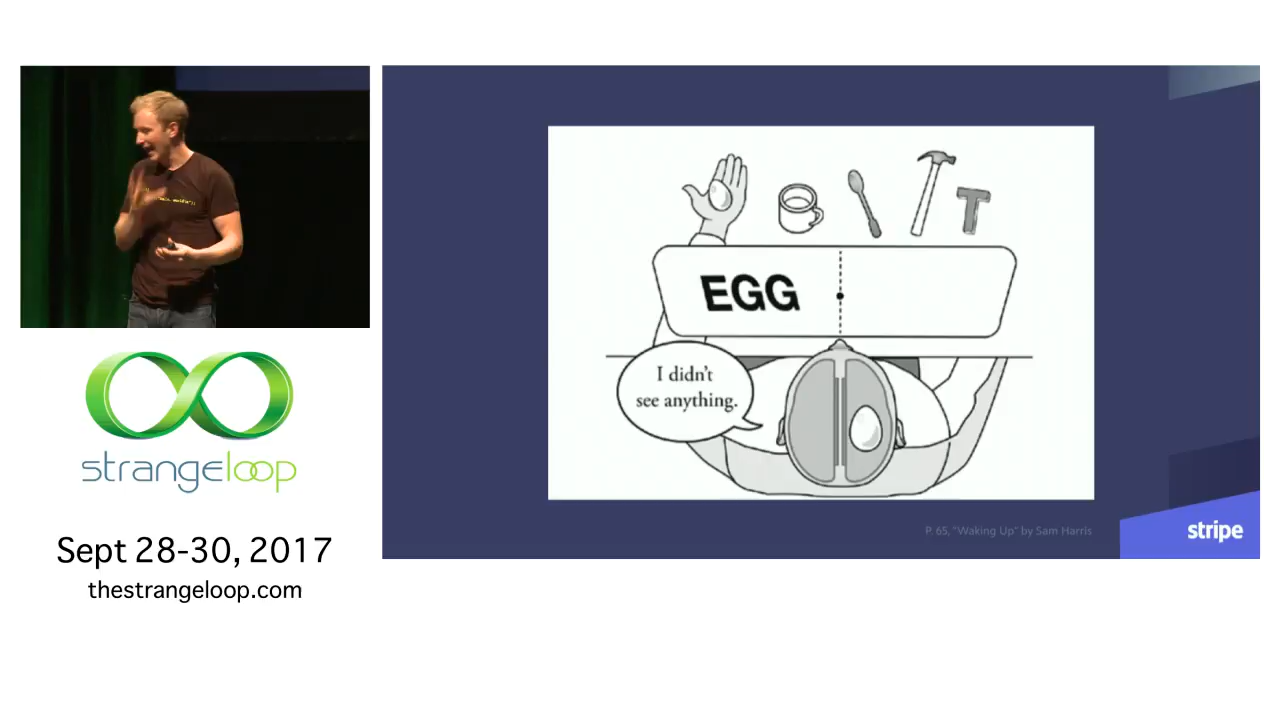 EGG
I didn't
see anything.
P. 65, "Waking Up" by Sam Harris
stripe
strangeloop
Sept 28-30, 2017
thestrangeloop.com